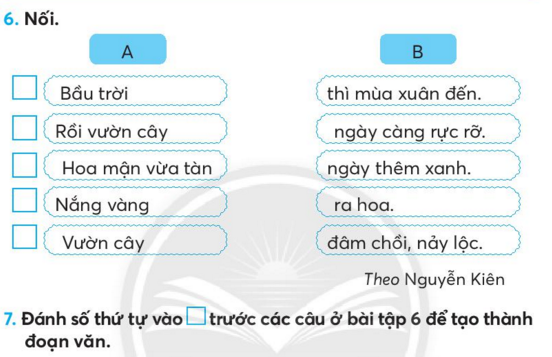 6. Nối.
A B
Bầu trời thì mùa xuân đến.
Rồi vườn cây ngày càng rực rỡ.
Hoa mận vừa tàn ngày thêm xanh.
Nắng vàng ra hoa.
Vườn cây đâm chồi, nảy lộc.
Theo Nguyễn Kiên
7. Đánh số thứ tự vào trước các câu ở bài tập 6 để tạo thành
đoạn văn.